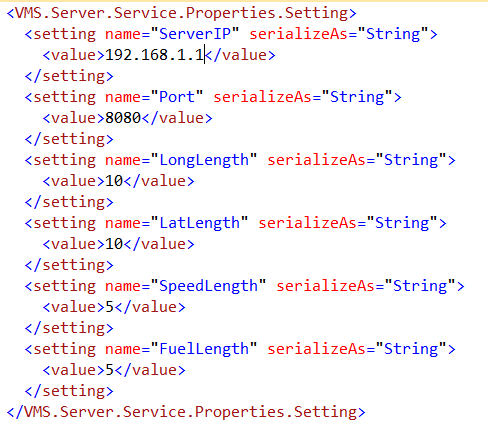 <VMS.Server.Service.Properties.Setting>
<setting name="ServerIP" serializeAs="String">
<value>192.168.1.1</value>
</setting>
<setting name="Port" serializeAs="String">
<value>8080</value>
</setting>
<setting name="LongLength" serializeAs="String">
<value>10</value>
</setting>
<setting name="LatLength" serializeAs="String">
<value>10</value>
</setting>
<setting name="SpeedLength" serializeAs="String">
<value>5</value>
</setting>
<setting name="FuelLength" serializeAs="String">
<value>5</value>
</setting>
</VMS.Server.Service.Properties.Setting>